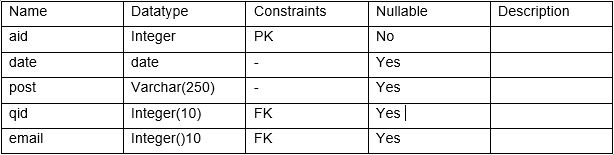 Name Datatype Constraints Nullable Description
aid Integer PK No
date date - Yes
post Varchar(250) - Yes
qid Integer(10) FK Yes
email Integer()10 FK Yes